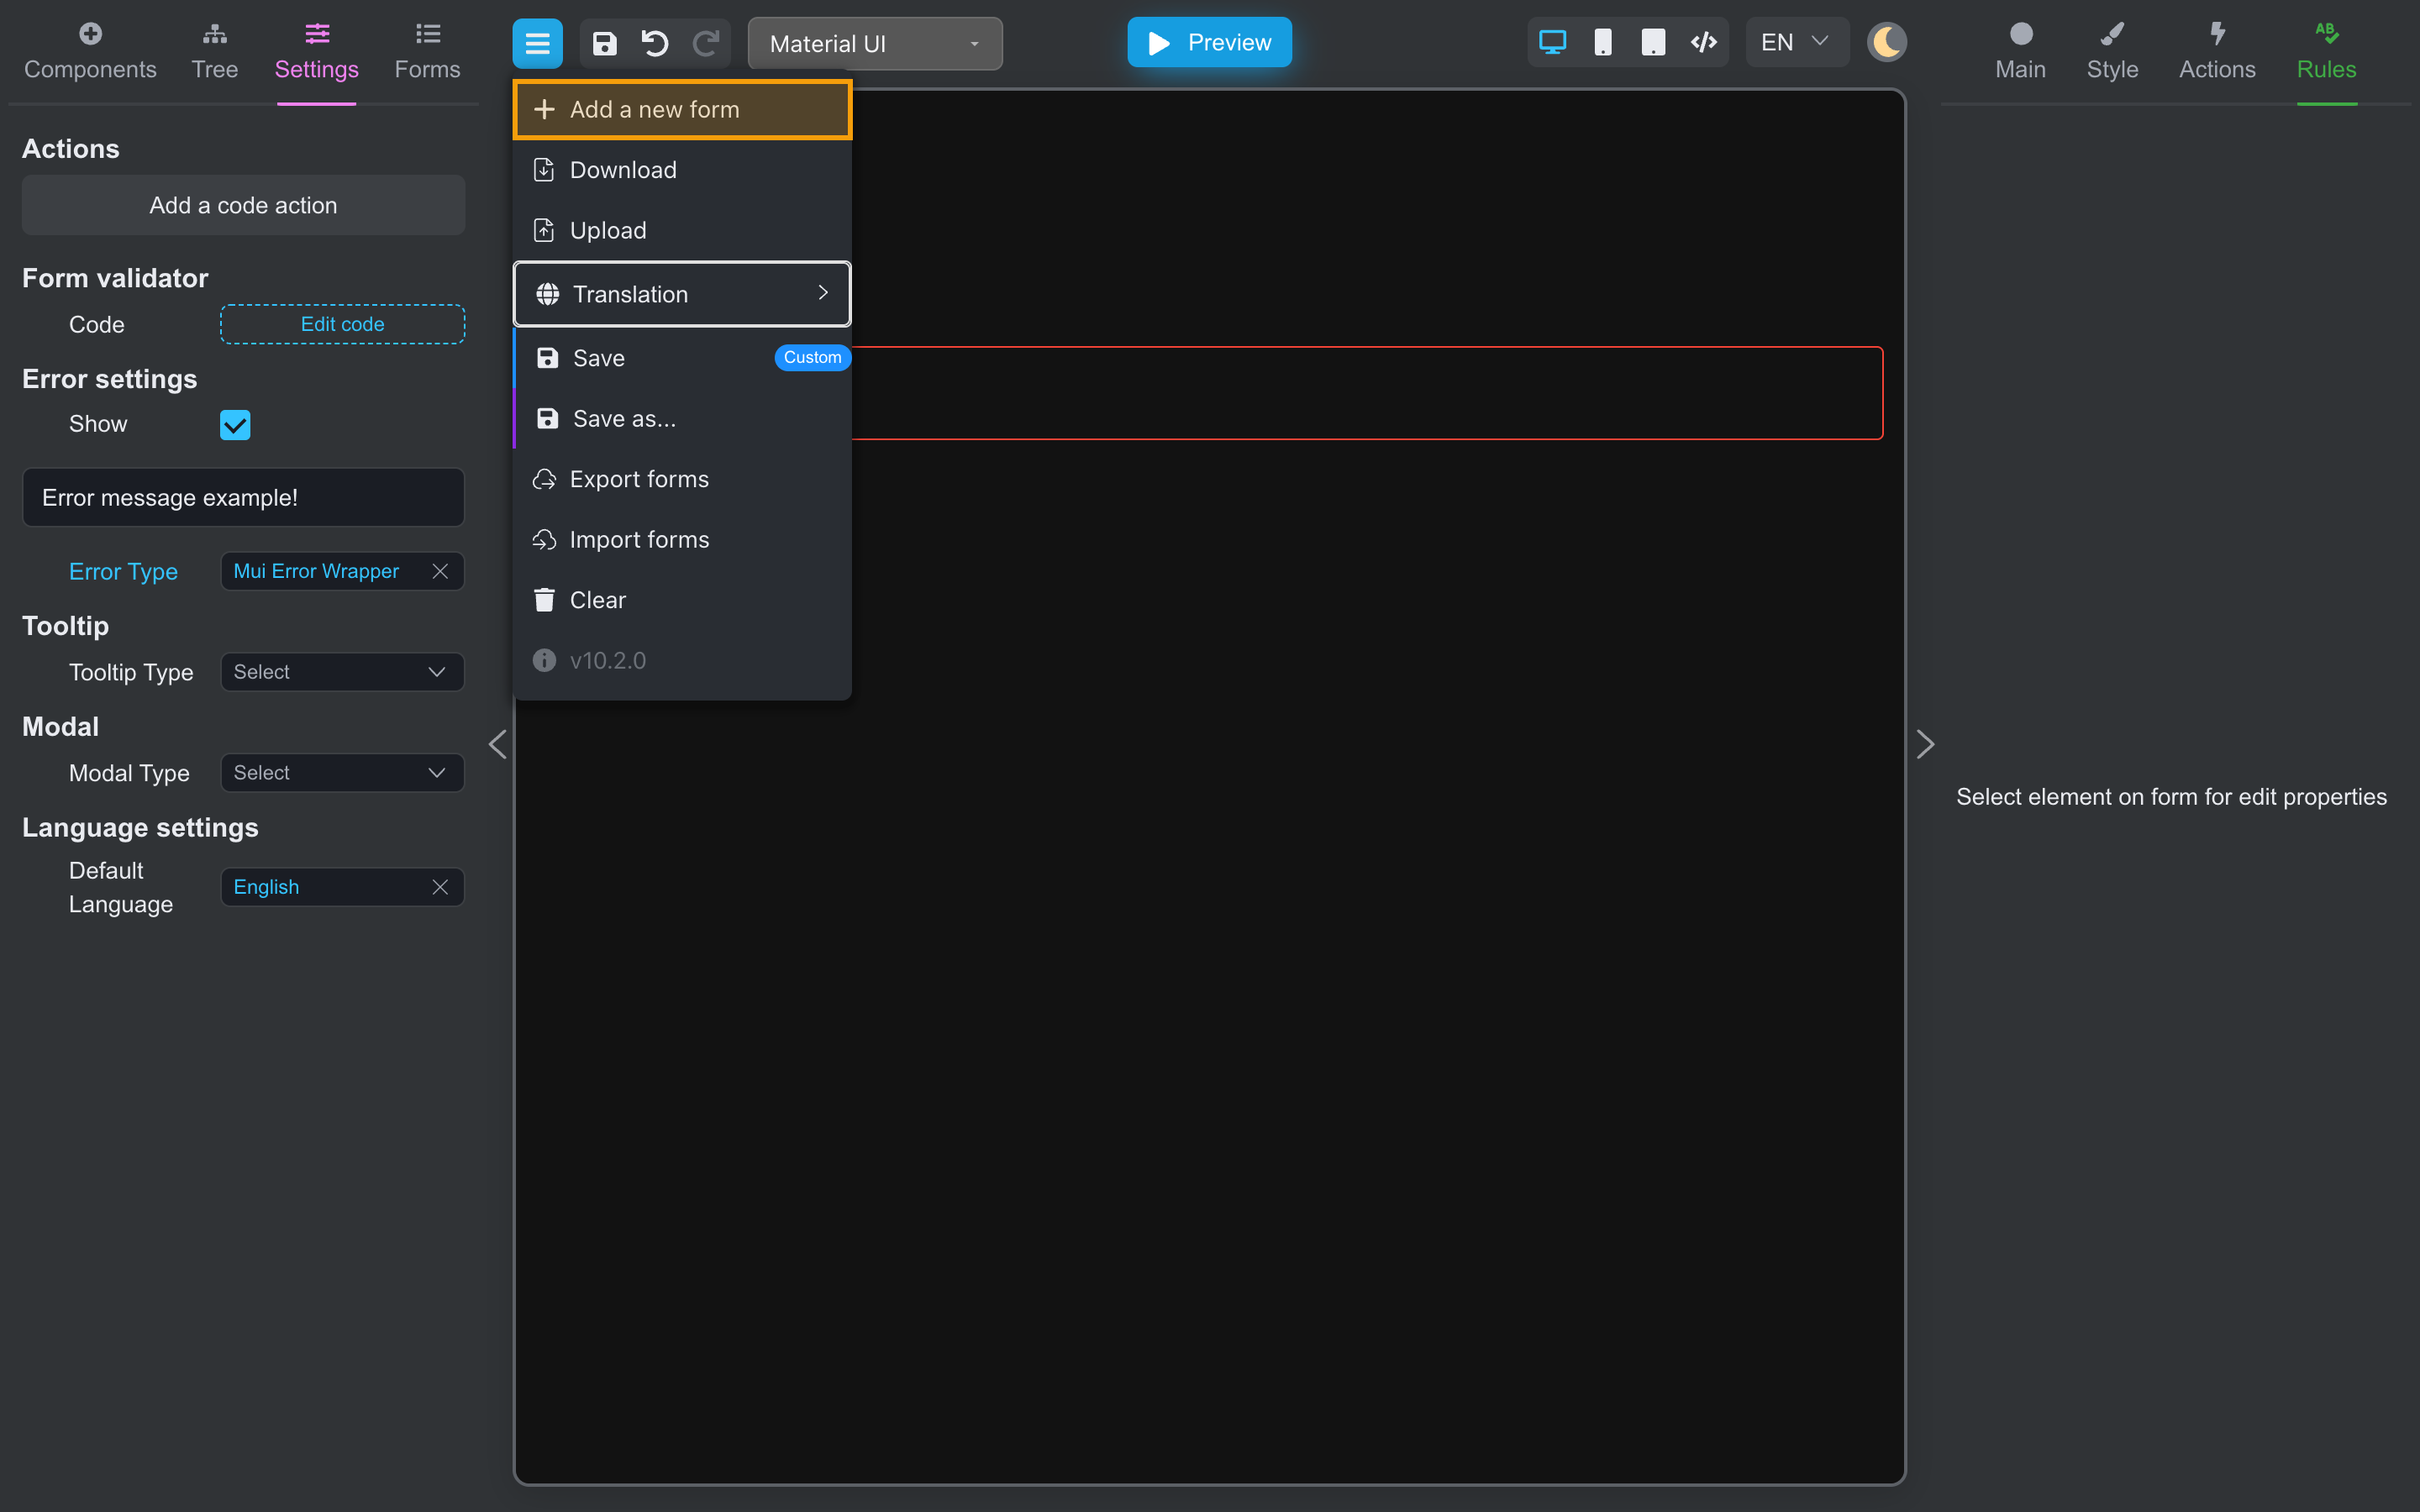 Components
Tree
Settings
Forms
Material UI
Preview
EN
Main
Style
Actions
AB
Rules
Actions
Add a code action
Form validator
Code
Edit code
Error settings
Show
Error message example!
Error Type
Mui Error Wrapper
Tooltip
Tooltip Type
Select
Modal
Modal Type
Select
Language settings
Default
Language
English
Add a new form
Download
Upload
Translation
Save
Custom
Save as...
Export forms
Import forms
Clear
v10.2.0
Select element on form for edit properties